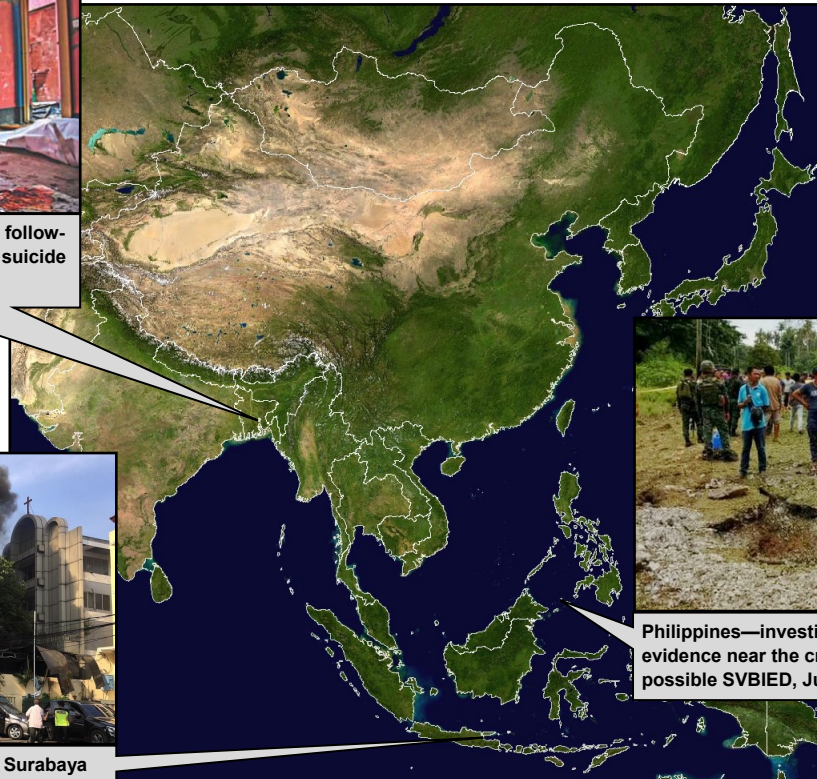 follow-
suicide
Philippines—investi
evidence near the cr
possible SVBIED, Ju
Surabaya